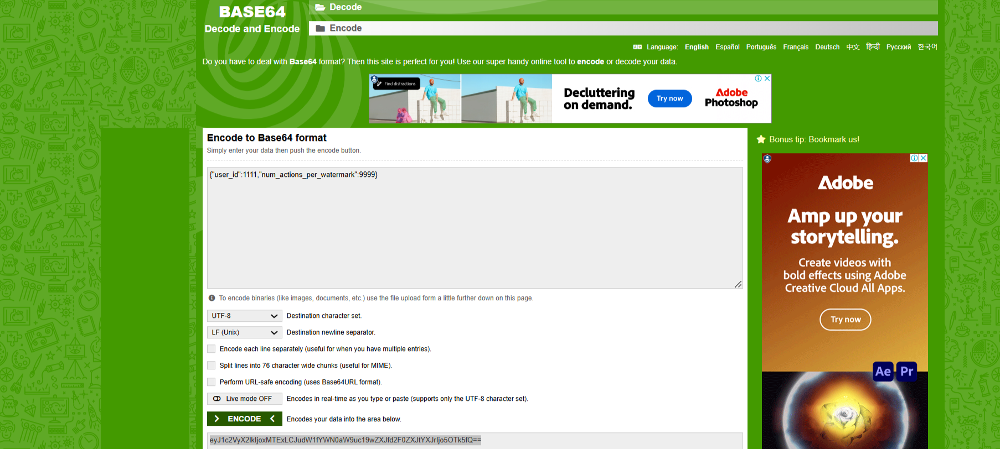 BASE64
Decode and Encode
Decode
Encode
Language: English Español Português Français Deutsch 中文 हिन्दी Русский 한국어
Do you have to deal with Base64 format? Then this site is perfect for you! Use our super handy online tool to encode or decode your data.
Find distractions
Decluttering
on demand.
Try now
Adobe
Photoshop
Encode to Base64 format
Simply enter your data then push the encode button.
{"user_id":1111,"num_actions_per_watermark":9999}
To encode binaries (like images, documents, etc.) use the file upload form a little further down on this page.
UTF-8 Destination character set.
LF (Unix) Destination newline separator.
Encode each line separately (useful for when you have multiple entries).
Split lines into 76 character wide chunks (useful for MIME).
Perform URL-safe encoding (uses Base64URL format).
Live mode OFF Encodes in real-time as you type or paste (supports only the UTF-8 character set).
> ENCODE < Encodes your data into the area below.
eyJ1c2VyX2lkIjoxMTExLCJudW1fYWN0aW9uc19wZXJfd2F0ZXJtYXJrIjo5OTk5fQ==
Bonus tip: Bookmark us!
Adobe
Amp up your
storytelling.
Create videos with
bold effects using Adobe
Creative Cloud All Apps.
Try now
Ae Pr